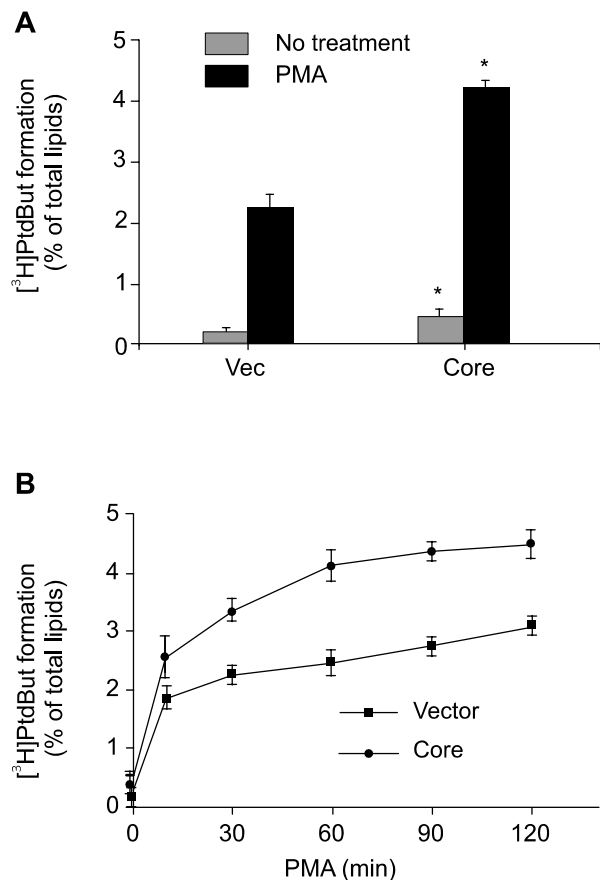 A
[³H]PtdBut formation
(% of total lipids)
5
4
3
2
1
0
No treatment
PMA
*
*
Vec
Core
B
[³H]PtdBut formation
(% of total lipids)
5
4
3
2
1
0
Vector
Core
0 30 60 90 120
PMA (min)